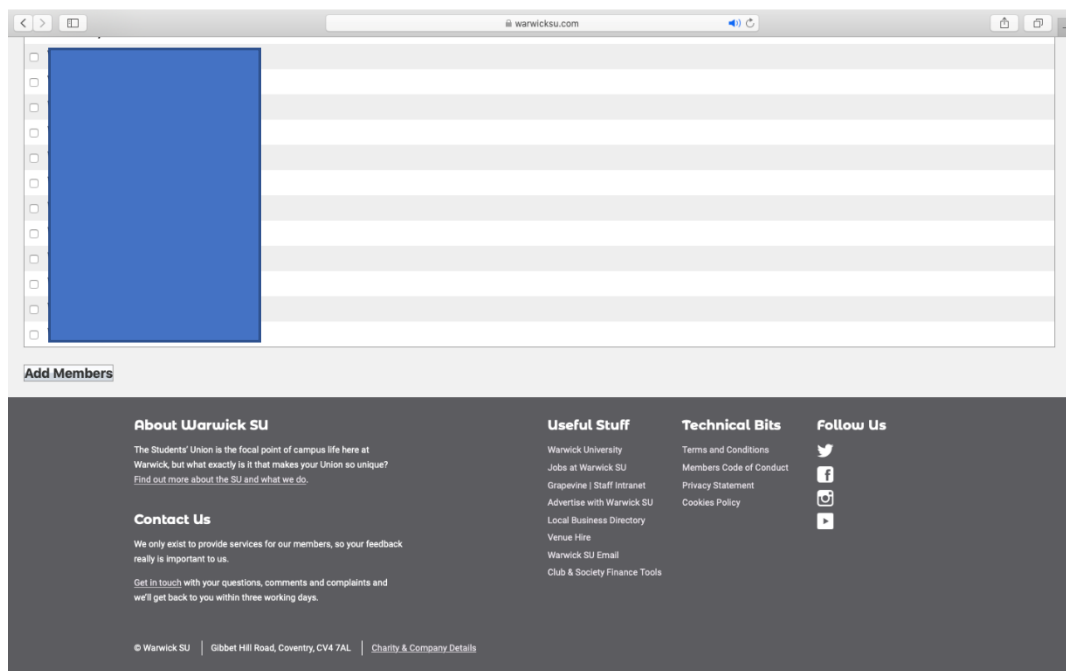 warwicksu.com
Add Members
About Warwick SU
The Students' Union is the focal point of campus life here at
Warwick, but what exactly is it that makes your Union so unique?
Find out more about the SU and what we do.
Contact Us
We only exist to provide services for our members, so your feedback
really is important to us.
Get in touch with your questions, comments and complaints and
we'll get back to you within three working days.
Useful Stuff
Warwick University
Jobs at Warwick SU
Grapevine | Staff Intranet
Advertise with Warwick SU
Local Business Directory
Venue Hire
Warwick SU Email
Club & Society Finance Tools
Technical Bits
Terms and Conditions
Members Code of Conduct
Privacy Statement
Cookies Policy
Follow Us
© Warwick SU | Gibbet Hill Road, Coventry, CV4 7AL | Charity & Company Details